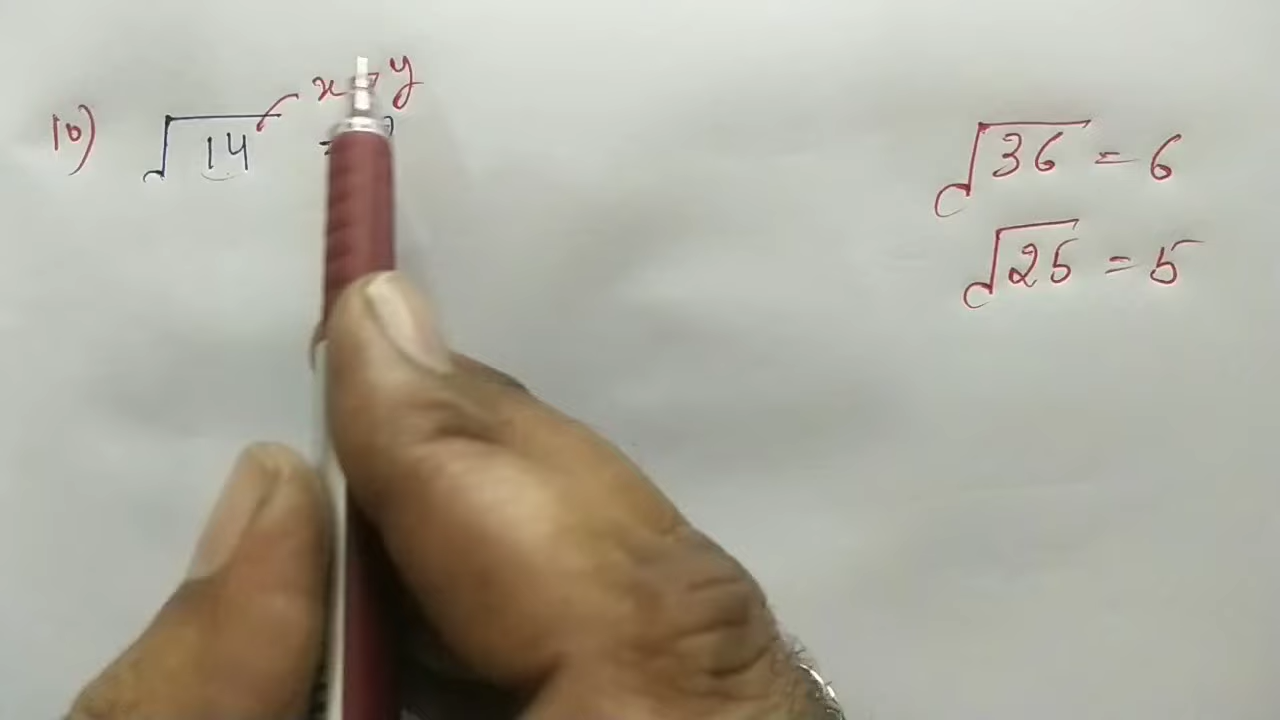 x y
10) √14 =
√36 = 6
√25 = 5